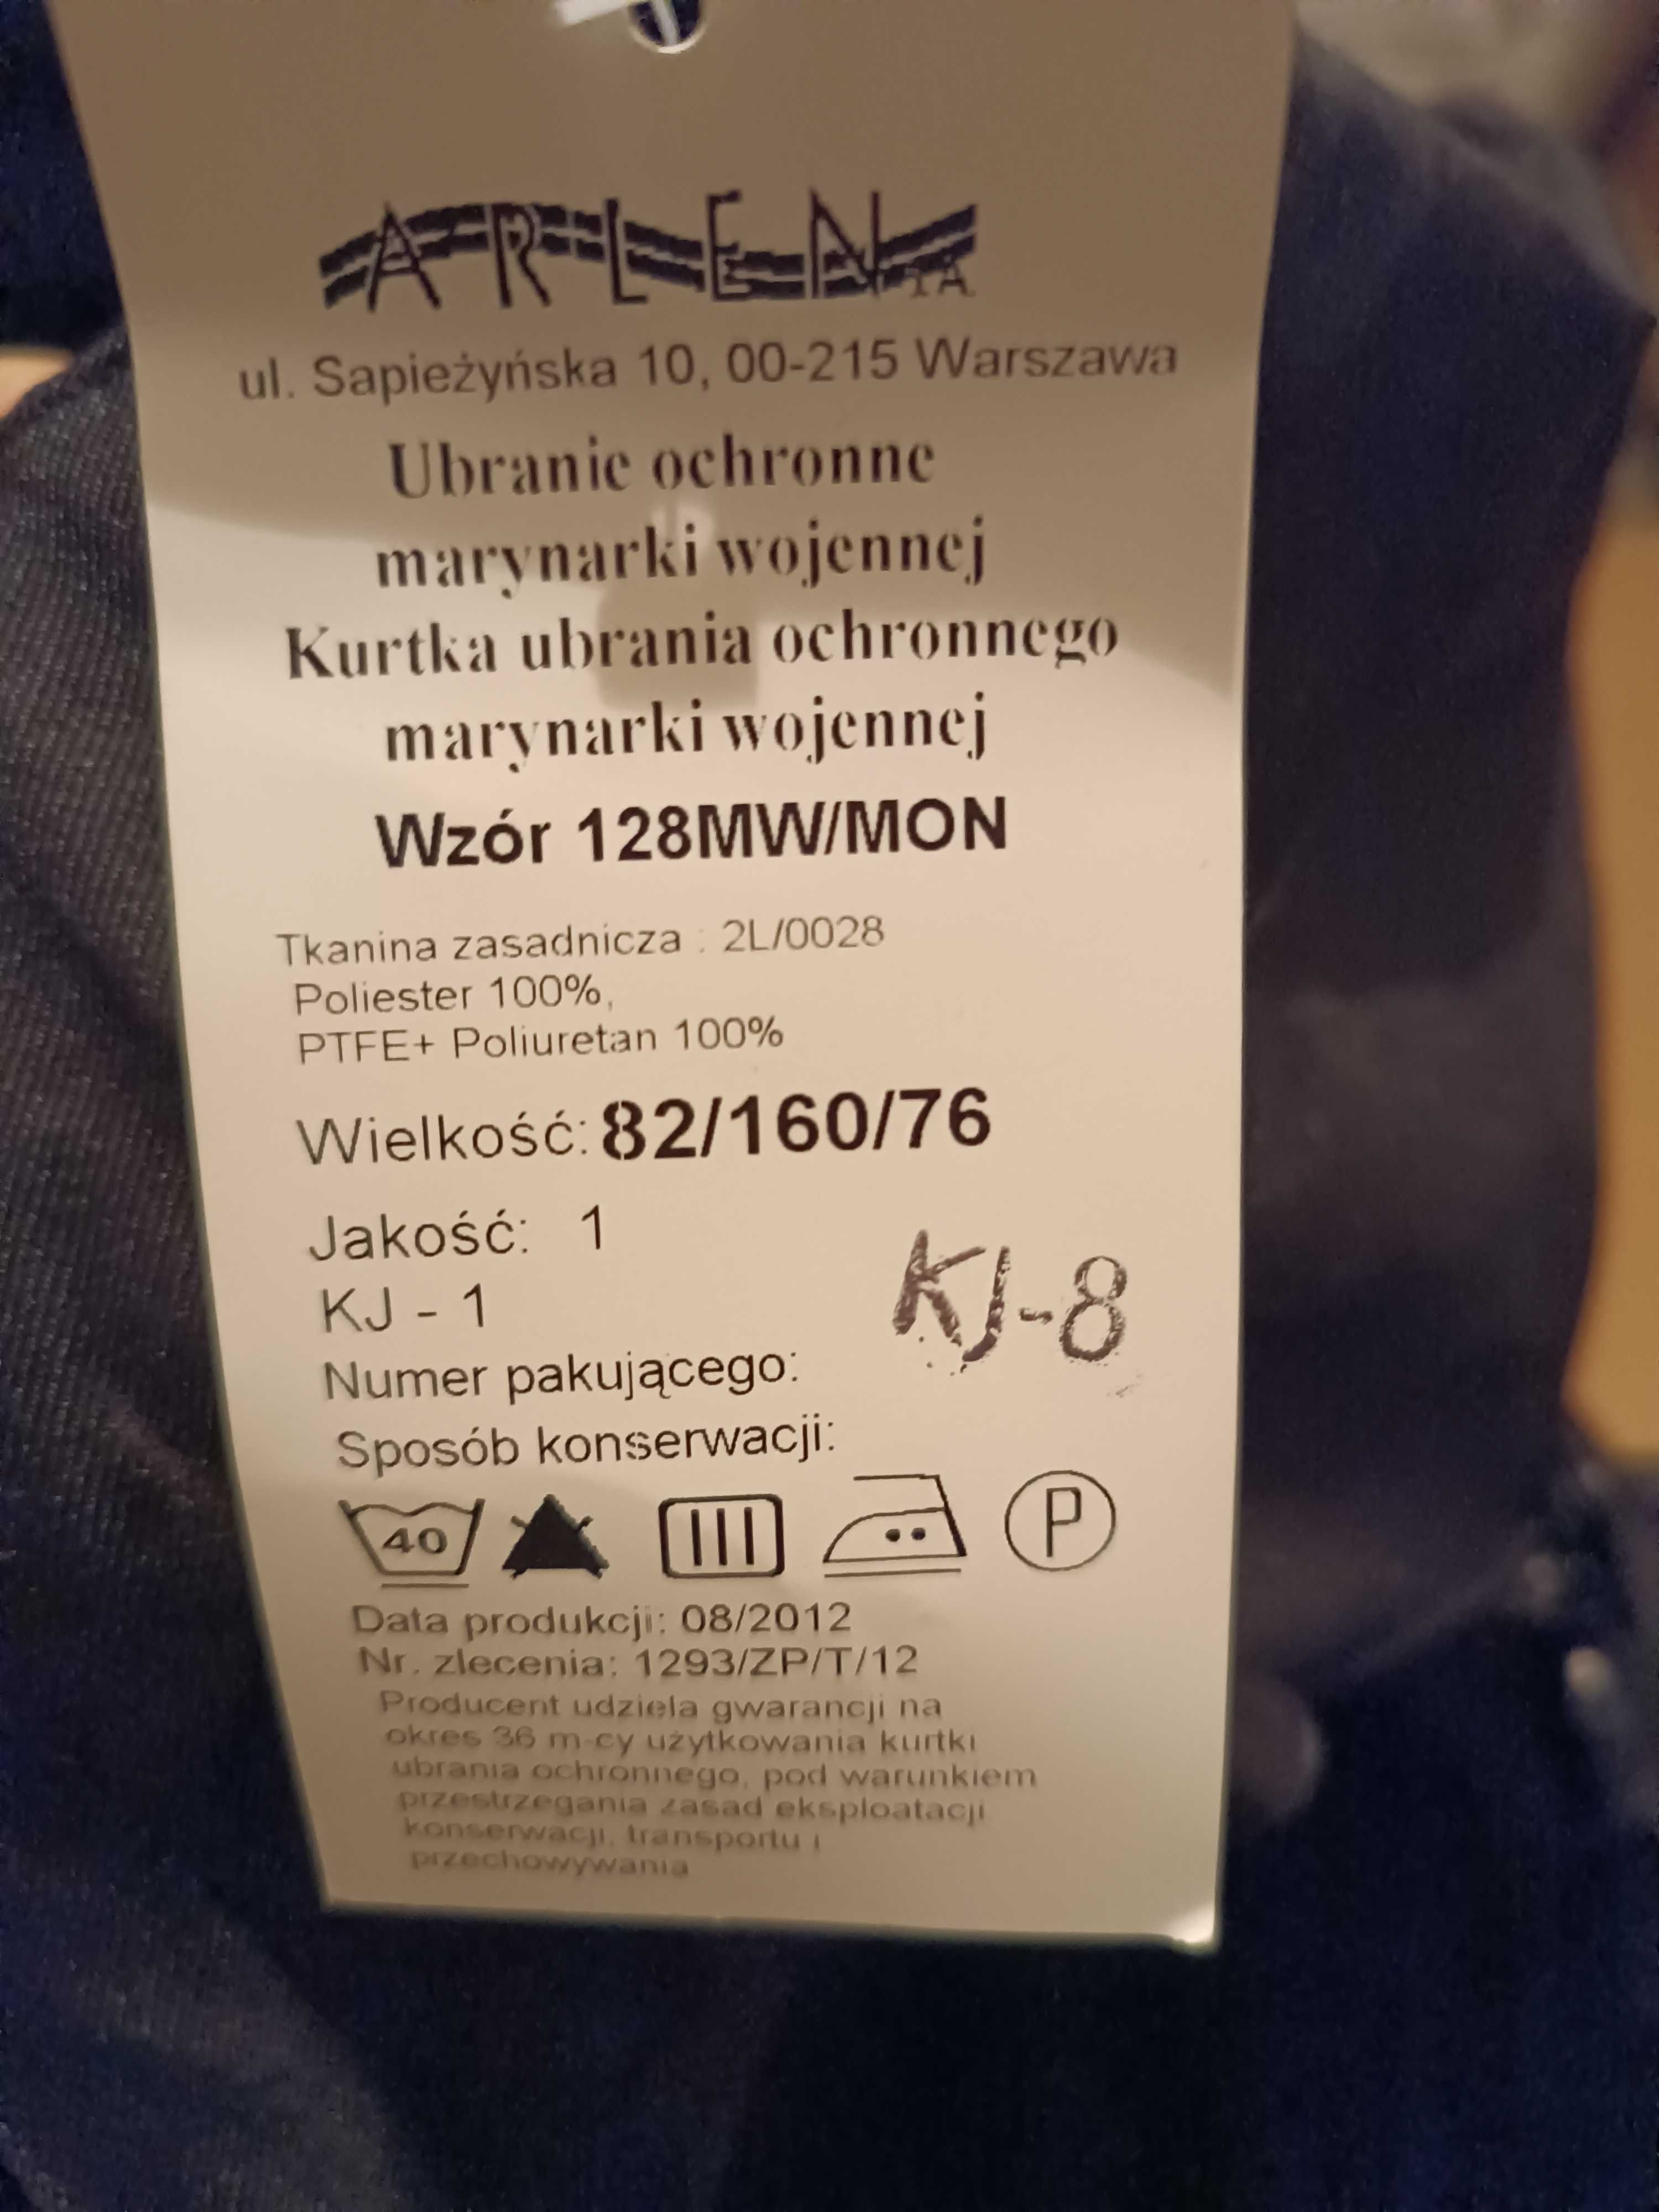 ARLEN
ul. Sapieżyńska 10, 00-215 Warszawa
Ubranie ochronne
marynarki wojennej
Kurtka ubrania ochronnego
marynarki wojennej
Wzór 128MW/MON
Tkanina zasadnicza : 2L/0028
Poliester 100%,
PTFE+ Poliuretan 100%
Wielkość: 82/160/76
Jakość: 1
KJ - 1
KJ-8
Numer pakującego:
Sposób konserwacji:
40 P
Data produkcji: 08/2012
Nr. zlecenia: 1293/ZP/T/12
Producent udziela gwarancji na
okres 36 m-cy użytkowania kurtki
ubrania ochronnego, pod warunkiem
przestrzegania zasad eksploatacji
konserwacji, transportu i
przechowywania